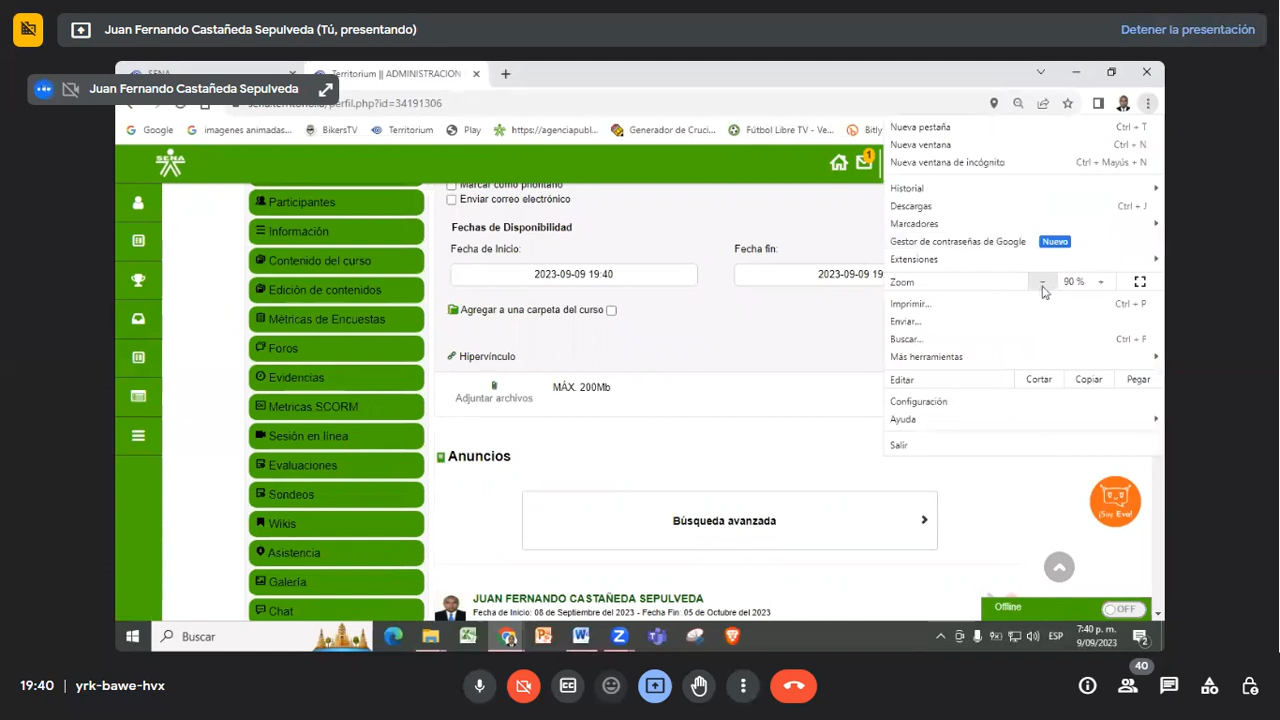 Juan Fernando Castañeda Sepulveda (Tú, presentando)
Detener la presentación
SENA
Territorium || ADMINISTRACION
Juan Fernando Castañeda Sepulveda
sena.territorio.la/perfil.php?id=34191306
Google
imagenes animadas...
BikersTV
Territorium
Play
https://agenciapubl...
Generador de Cruci...
Fútbol Libre TV - Ve...
Bitly
SENA
1
Nueva pestaña Ctrl + T
Nueva ventana Ctrl + N
Nueva ventana de incógnito Ctrl + Mayús + N
Historial
Descargas Ctrl + J
Marcadores
Gestor de contraseñas de Google Nuevo
Extensiones
Zoom - 90 % +
Imprimir... Ctrl + P
Enviar...
Buscar... Ctrl + F
Más herramientas
Editar Cortar Copiar Pegar
Configuración
Ayuda
Salir
Participantes
Información
Contenido del curso
Edición de contenidos
Métricas de Encuestas
Foros
Evidencias
Metricas SCORM
Sesión en línea
Evaluaciones
Sondeos
Wikis
Asistencia
Galería
Chat
Marcar como prioritario
Enviar correo electrónico
Fechas de Disponibilidad
Fecha de Inicio: Fecha fin:
2023-09-09 19:40 2023-09-09 19
Agregar a una carpeta del curso
Hipervínculo
Adjuntar archivos MÁX. 200Mb
Anuncios
Búsqueda avanzada
JUAN FERNANDO CASTAÑEDA SEPULVEDA
Fecha de Inicio: 08 de Septiembre del 2023 - Fecha Fin: 05 de Octubre del 2023
¡Soy Eva!
Offline OFF
Buscar
ESP
7:40 p. m.
9/09/2023
2
19:40 | yrk-bawe-hvx
40